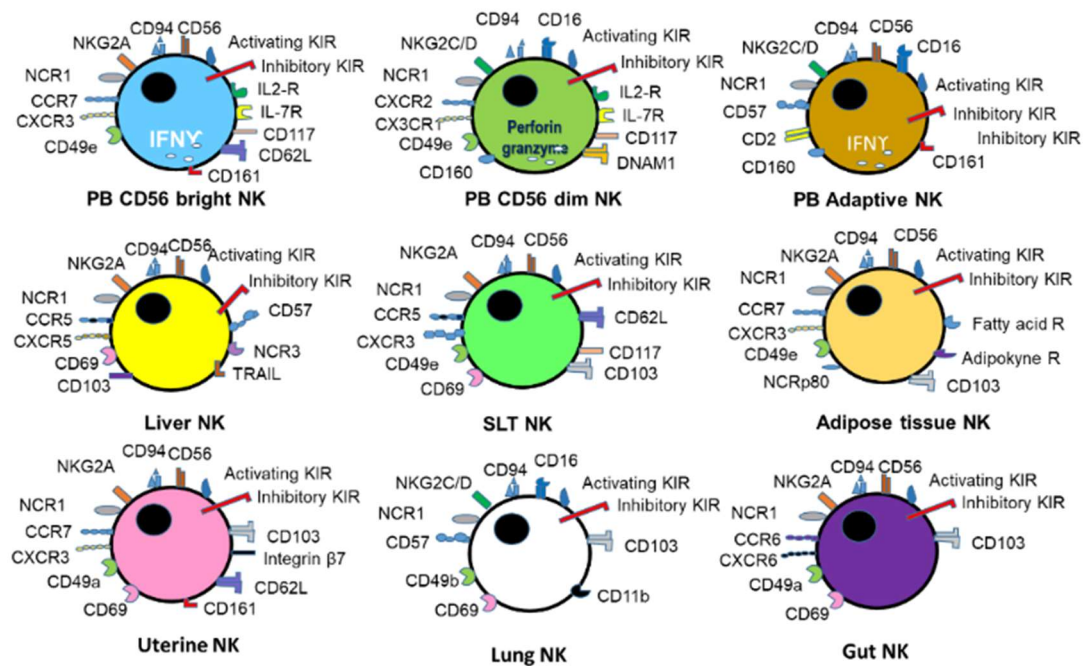 CD94 CD56
NKG2A
Activating KIR
Inhibitory KIR
NCR1
IL2-R
CCR7
IL-7R
CXCR3
CD117
IFNƔ
CD49e
CD62L
CD161
PB CD56 bright NK
CD94
CD16
NKG2C/D
Activating KIR
Inhibitory KIR
NCR1
IL2-R
CXCR2
IL-7R
CX3CR1
Perforin
granzyme
CD117
CD49e
DNAM1
CD160
PB CD56 dim NK
CD56
CD94
NKG2C/D
CD16
NCR1
Activating KIR
CD57
Inhibitory KIR
CD2
IFNƔ
Inhibitory KIR
CD160
CD161
PB Adaptive NK
CD94 CD56
NKG2A
Activating KIR
Inhibitory KIR
NCR1
CD57
CCR5
CXCR5
NCR3
CD69
TRAIL
CD103
Liver NK
CD94 CD56
NKG2A
Activating KIR
Inhibitory KIR
NCR1
CCR5
CD62L
CXCR3
CD117
CD49e
CD103
CD69
SLT NK
CD94
CD56
NKG2A
Activating KIR
NCR1
Inhibitory KIR
CCR7
Fatty acid R
CXCR3
CD49e
Adipokyne R
NCRp80
CD103
Adipose tissue NK
CD94 CD56
NKG2A
Activating KIR
Inhibitory KIR
NCR1
CCR7
CD103
CXCR3
Integrin β7
CD49a
CD62L
CD69
CD161
Uterine NK
CD94
CD16
NKG2C/D
Activating KIR
Inhibitory KIR
NCR1
CD57
CD103
CD49b
CD11b
CD69
Lung NK
CD94 CD56
NKG2A
Activating KIR
Inhibitory KIR
NCR1
CCR6
CD103
CXCR6
CD49a
CD69
Gut NK